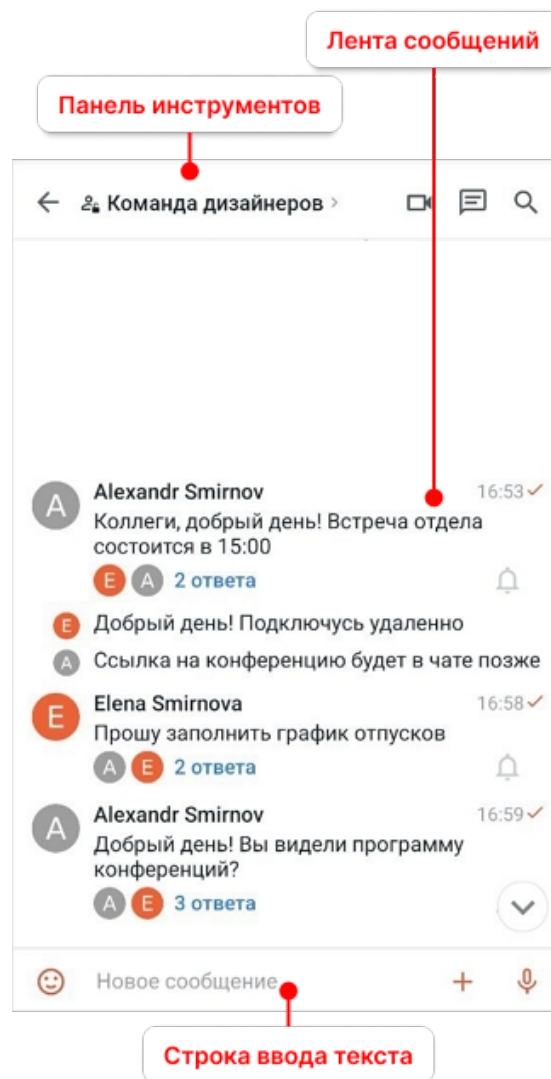 Лента сообщений
Панель инструментов
Команда дизайнеров
A
Alexandr Smirnov 16:53
Коллеги, добрый день! Встреча отдела
состоится в 15:00
E A 2 ответа
E Добрый день! Подключусь удаленно
A Ссылка на конференцию будет в чате позже
E
Elena Smirnova 16:58
Прошу заполнить график отпусков
A E 2 ответа
A
Alexandr Smirnov 16:59
Добрый день! Вы видели программу
конференций?
A E 3 ответа
Новое сообщение
Строка ввода текста